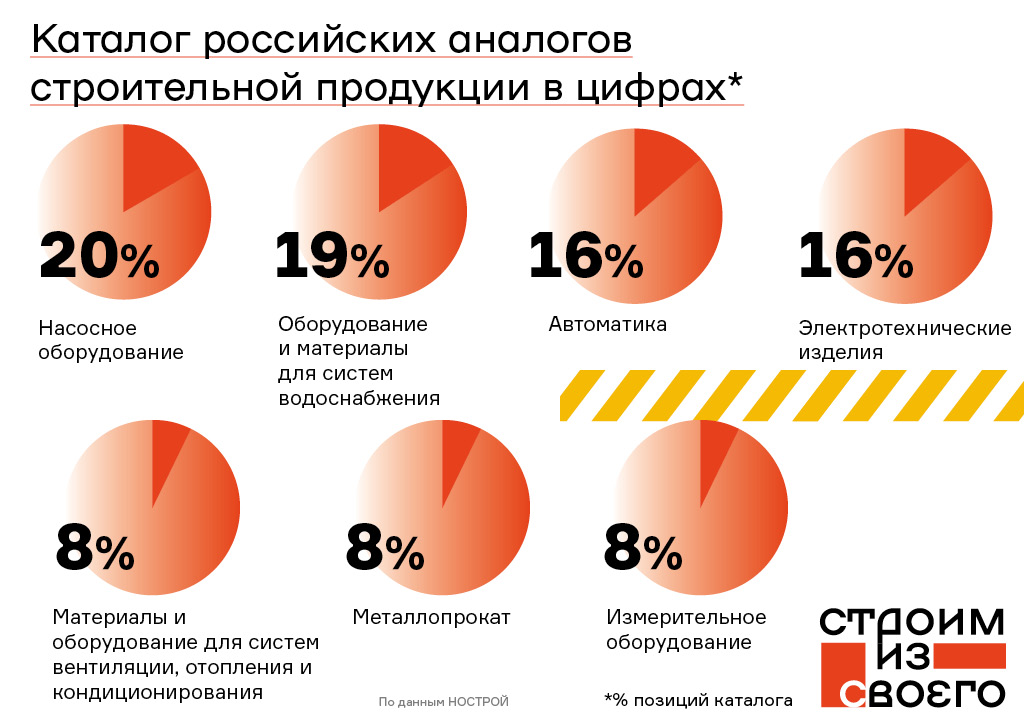 Каталог российских аналогов
строительной продукции в цифрах*
20%
19%
16%
16%
Насосное
оборудование
Оборудование
и материалы
для систем
водоснабжения
Автоматика
Электротехнические
изделия
8%
8%
8%
Материалы и
оборудование для систем
вентиляции, отопления и
кондиционирования
Металлопрокат
Измерительное
оборудование
По данным НОСТРОЙ
*% позиций каталога
СТРОИМ
ИЗ
СВОЕГО